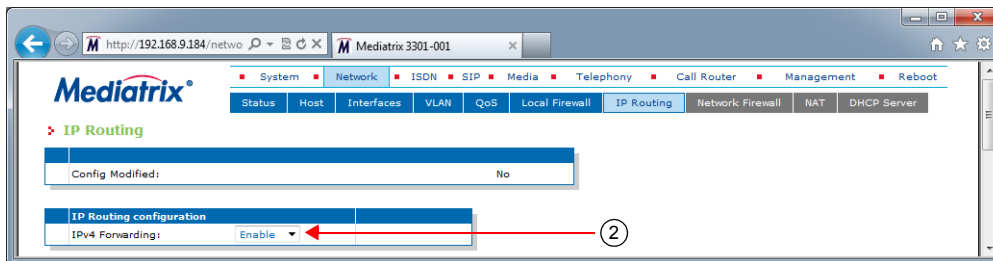 http://192.168.9.184/netwo
Mediatrix 3301-001
Mediatrix®
System Network ISDN SIP Media Telephony Call Router Management Reboot
Status Host Interfaces VLAN QoS Local Firewall IP Routing Network Firewall NAT DHCP Server
IP Routing
Config Modified: No
IP Routing configuration
IPv4 Forwarding: Enable
2